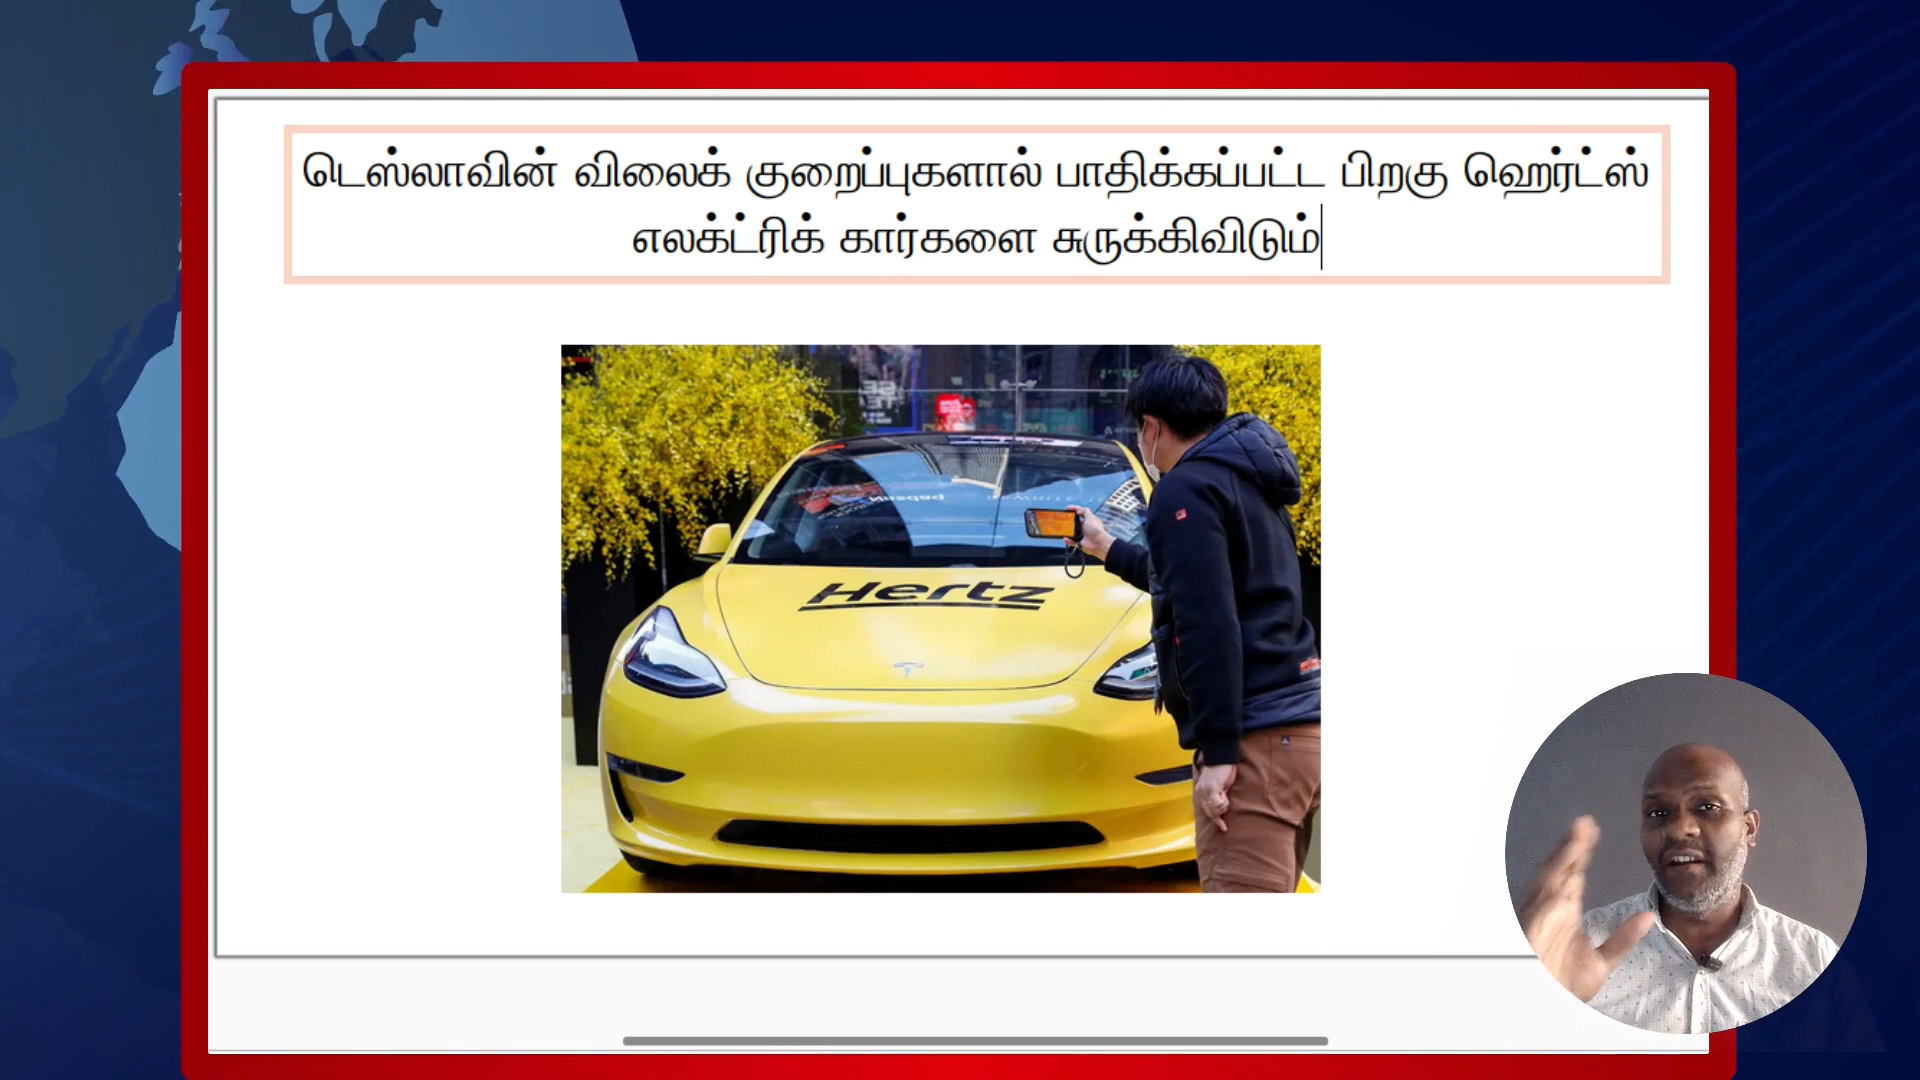 டெஸ்லாவின் விலைக் குறைப்புகளால் பாதிக்கப்பட்ட பிறகு ஹெர்ட்ஸ்
எலக்ட்ரிக் கார்களை சுருக்கிவிடும்
Hertz